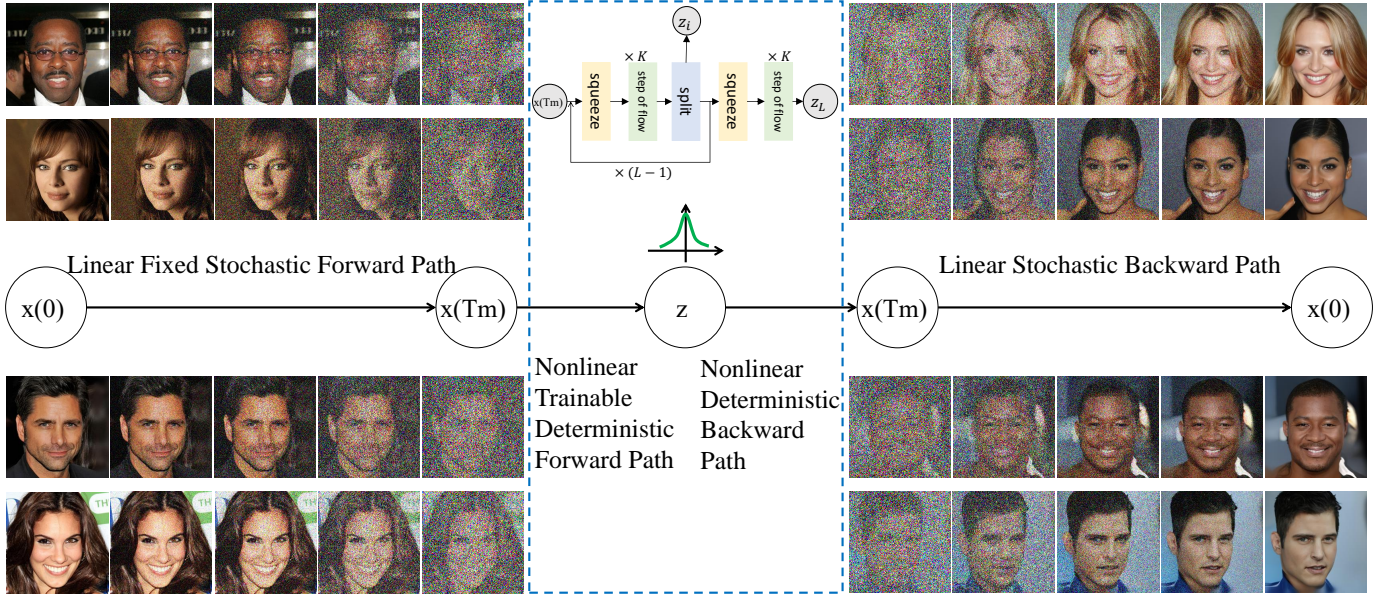 z_i
× K
× K
x(Tm)
squeeze
step of flow
split
squeeze
step of flow
z_L
× (L − 1)
Linear Fixed Stochastic Forward Path
Linear Stochastic Backward Path
x(0)
x(Tm)
z
x(Tm)
x(0)
Nonlinear
Trainable
Deterministic
Forward Path
Nonlinear
Deterministic
Backward
Path
TH